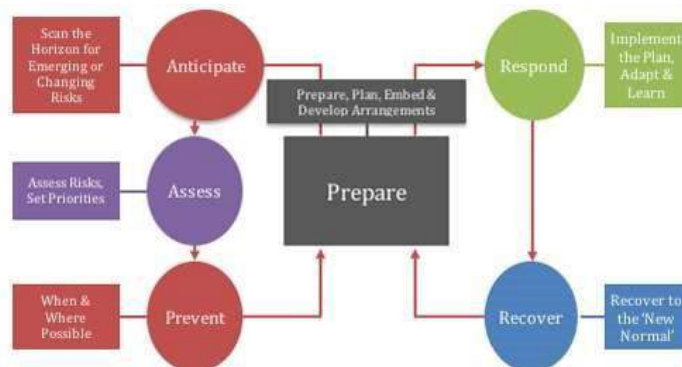 Scan the
Horizon for
Emerging or
Changing
Risks
Anticipate
Prepare, Plan, Embed &
Develop Arrangements
Respond
Implement
the Plan,
Adapt &
Learn
Assess Risks,
Set Priorities
Assess
Prepare
When &
Where
Possible
Prevent
Recover
Recover to
the ‘New
Normal’